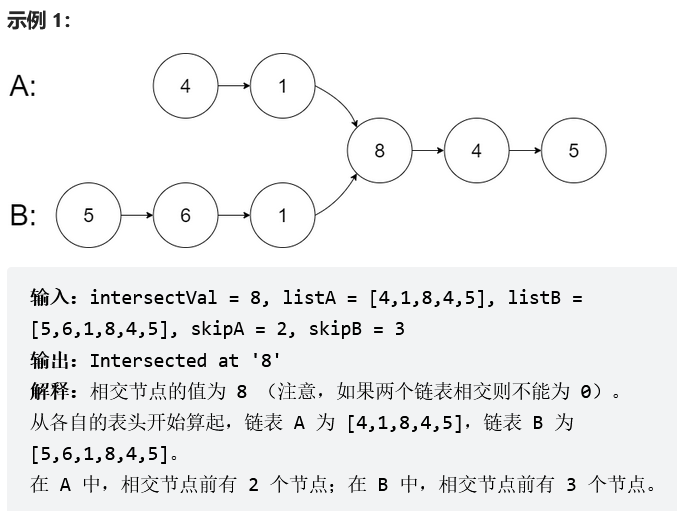 示例 1：
A:
4
1
8
4
5
B:
5
6
1
输入：intersectVal = 8, listA = [4,1,8,4,5], listB =
[5,6,1,8,4,5], skipA = 2, skipB = 3
输出：Intersected at '8'
解释：相交节点的值为 8 （注意，如果两个链表相交则不能为 0）。
从各自的表头开始算起，链表 A 为 [4,1,8,4,5]，链表 B 为
[5,6,1,8,4,5]。
在 A 中，相交节点前有 2 个节点；在 B 中，相交节点前有 3 个节点。